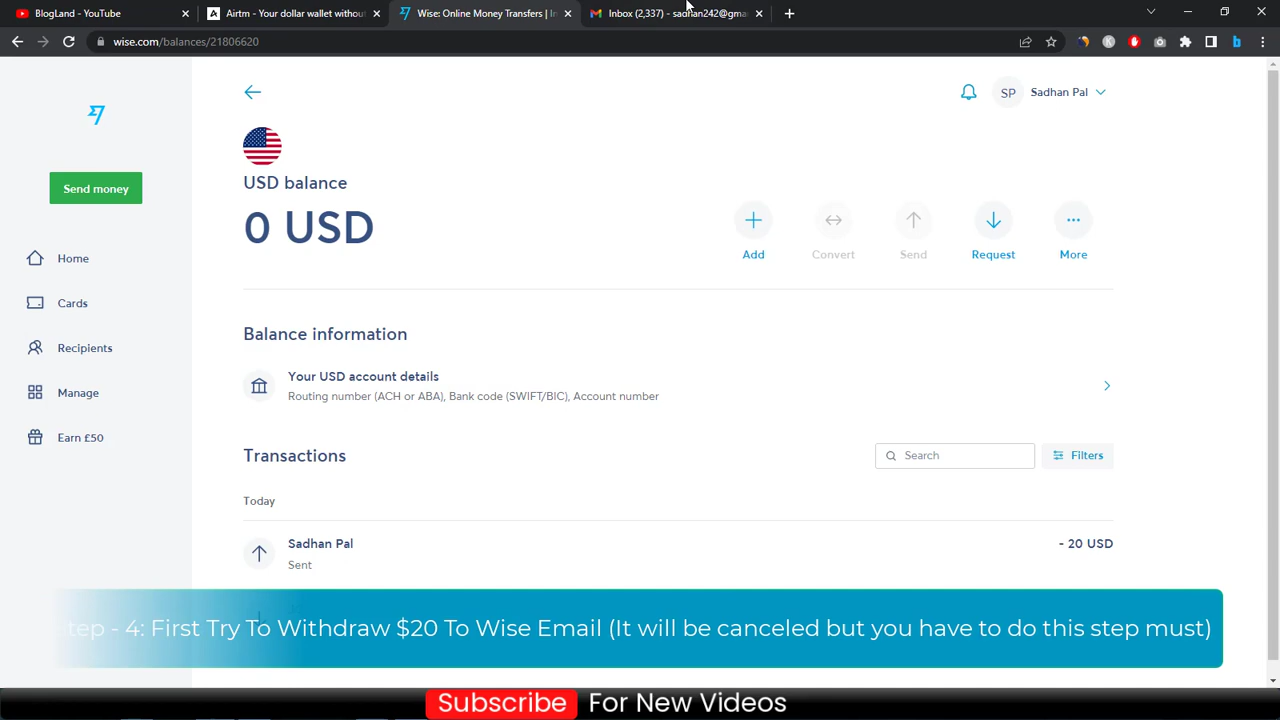 BlogLand - YouTube
Airtm - Your dollar wallet without
Wise: Online Money Transfers | In
Inbox (2,337) - sadhan242@gma
wise.com/balances/21806620
SP
Sadhan Pal
USD balance
0 USD
Send money
Add
Convert
Send
Request
More
Home
Cards
Recipients
Manage
Earn £50
Balance information
Your USD account details
Routing number (ACH or ABA), Bank code (SWIFT/BIC), Account number
Transactions
Search
Filters
Today
Sadhan Pal
- 20 USD
Sent
tep - 4: First Try To Withdraw $20 To Wise Email (It will be canceled but you have to do this step must)
Subscribe For New Videos